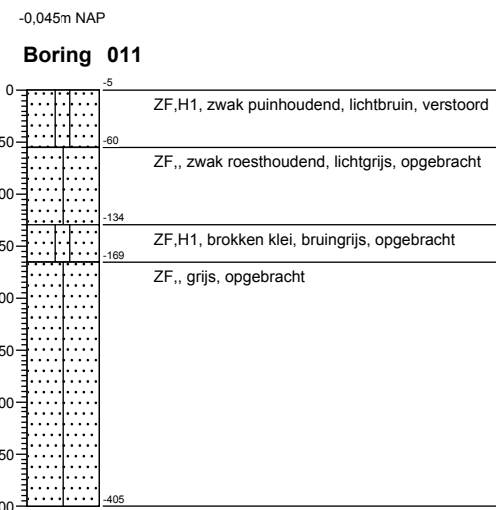 -0,045m NAP
Boring 011
0
-5
ZF,H1, zwak puinhoudend, lichtbruin, verstoord
50
-60
ZF,, zwak roesthoudend, lichtgrijs, opgebracht
00
-134
ZF,H1, brokken klei, bruingrijs, opgebracht
50
-169
ZF,, grijs, opgebracht
00
50
00
50
-405
00